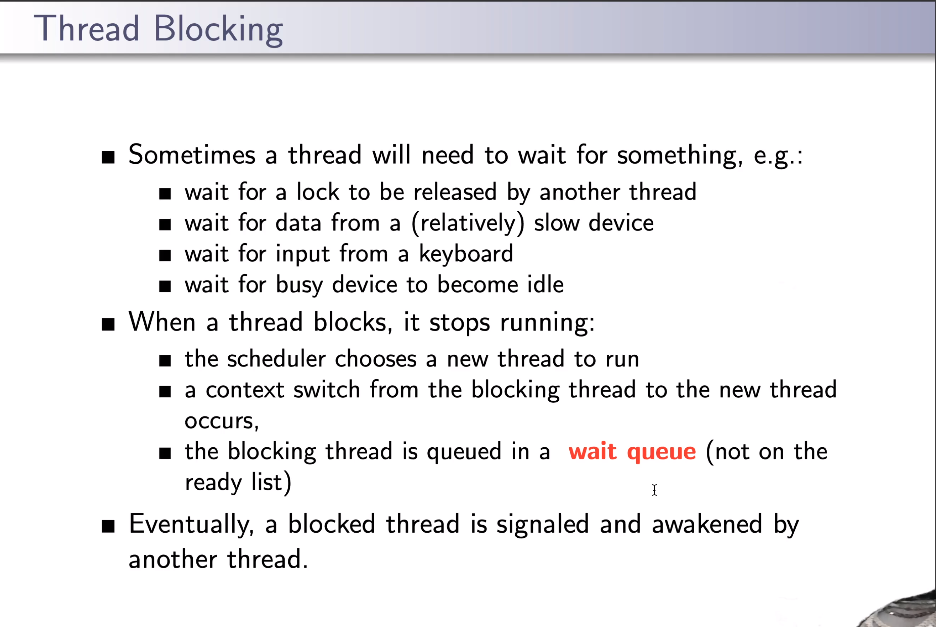 Thread Blocking
■ Sometimes a thread will need to wait for something, e.g.:
■ wait for a lock to be released by another thread
■ wait for data from a (relatively) slow device
■ wait for input from a keyboard
■ wait for busy device to become idle
■ When a thread blocks, it stops running:
■ the scheduler chooses a new thread to run
■ a context switch from the blocking thread to the new thread
occurs,
■ the blocking thread is queued in a wait queue (not on the
ready list)
■ Eventually, a blocked thread is signaled and awakened by
another thread.